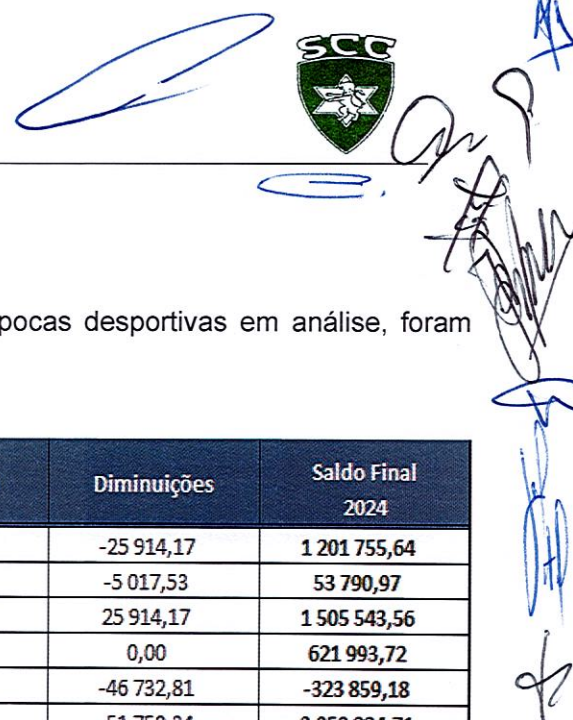 SCC
pocas desportivas em análise, foram
Diminuições Saldo Final
2024
-25 914,17 1 201 755,64
-5 017,53 53 790,97
25 914,17 1 505 543,56
0,00 621 993,72
-46 732,81 -323 859,18